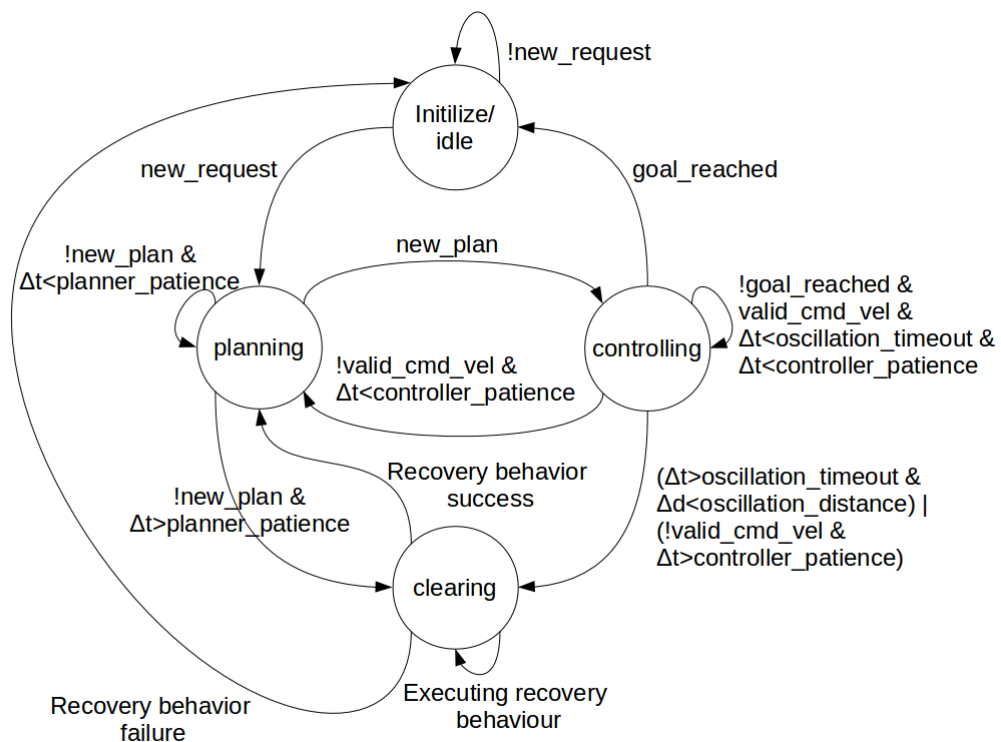 !new_request
Initilize/
idle
new_request
goal_reached
!new_plan &
Δt<planner_patience
new_plan
!goal_reached &
valid_cmd_vel &
Δt<oscillation_timeout &
Δt<controller_patience
planning
controlling
!valid_cmd_vel &
Δt<controller_patience
Recovery behavior
success
!new_plan &
Δt>planner_patience
(Δt>oscillation_timeout &
Δd<oscillation_distance) |
(!valid_cmd_vel &
Δt>controller_patience)
clearing
Recovery behavior
failure
Executing recovery
behaviour